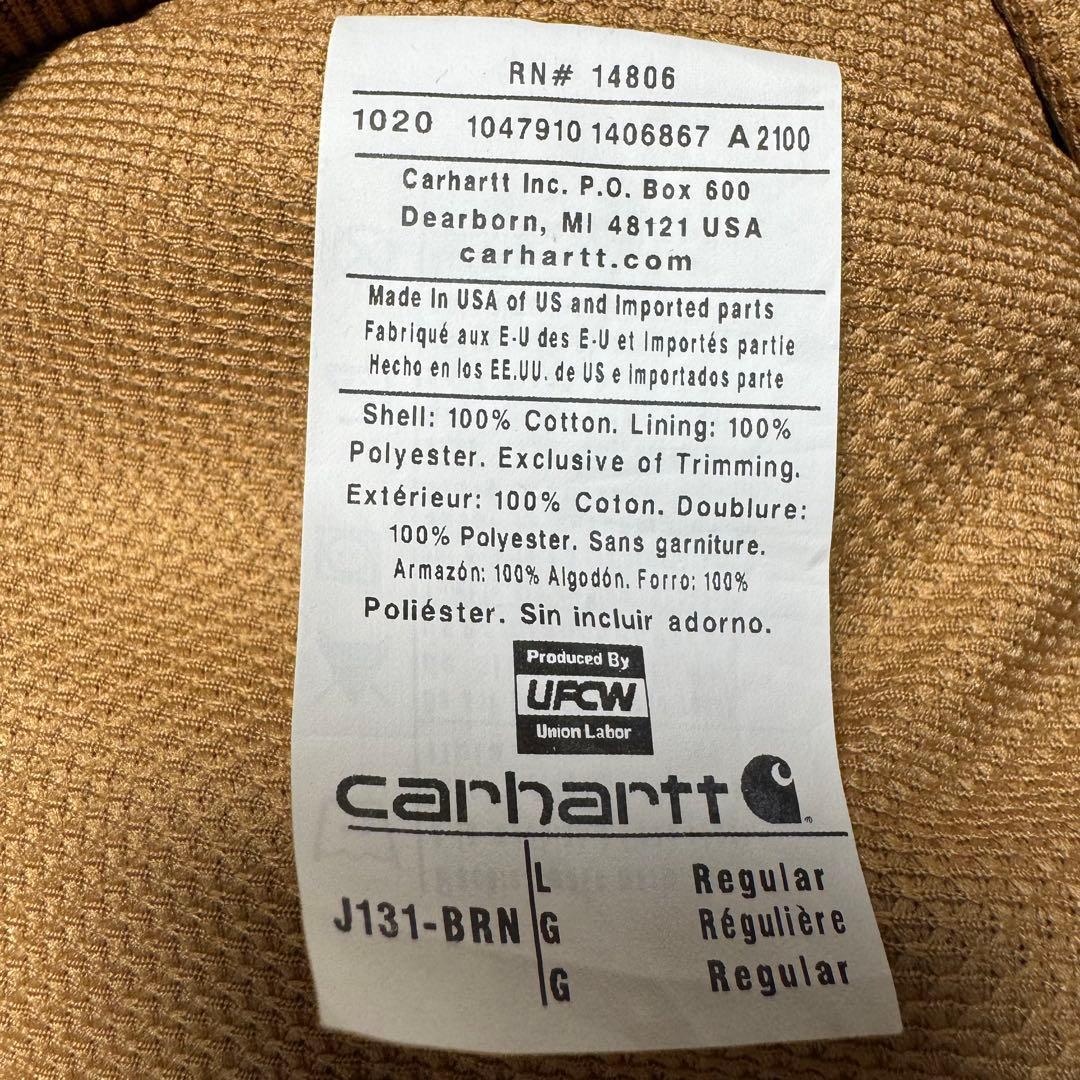 RN# 14806
1020 1047910 1406867 A 2100
Carhartt Inc. P.O. Box 600
Dearborn, MI 48121 USA
carhartt.com
Made In USA of US and Imported parts
Fabriqué aux E-U des E-U et Importés partie
Hecho en los EE.UU. de US e importados parte
Shell: 100% Cotton. Lining: 100%
Polyester. Exclusive of Trimming.
Extérieur: 100% Coton. Doublure:
100% Polyester. Sans garniture.
Armazón: 100% Algodón. Forro: 100%
Poliéster. Sin incluir adorno.
Produced By
UFCW
Union Labor
carhartt
L Regular
J131-BRN G Régulière
G Regular